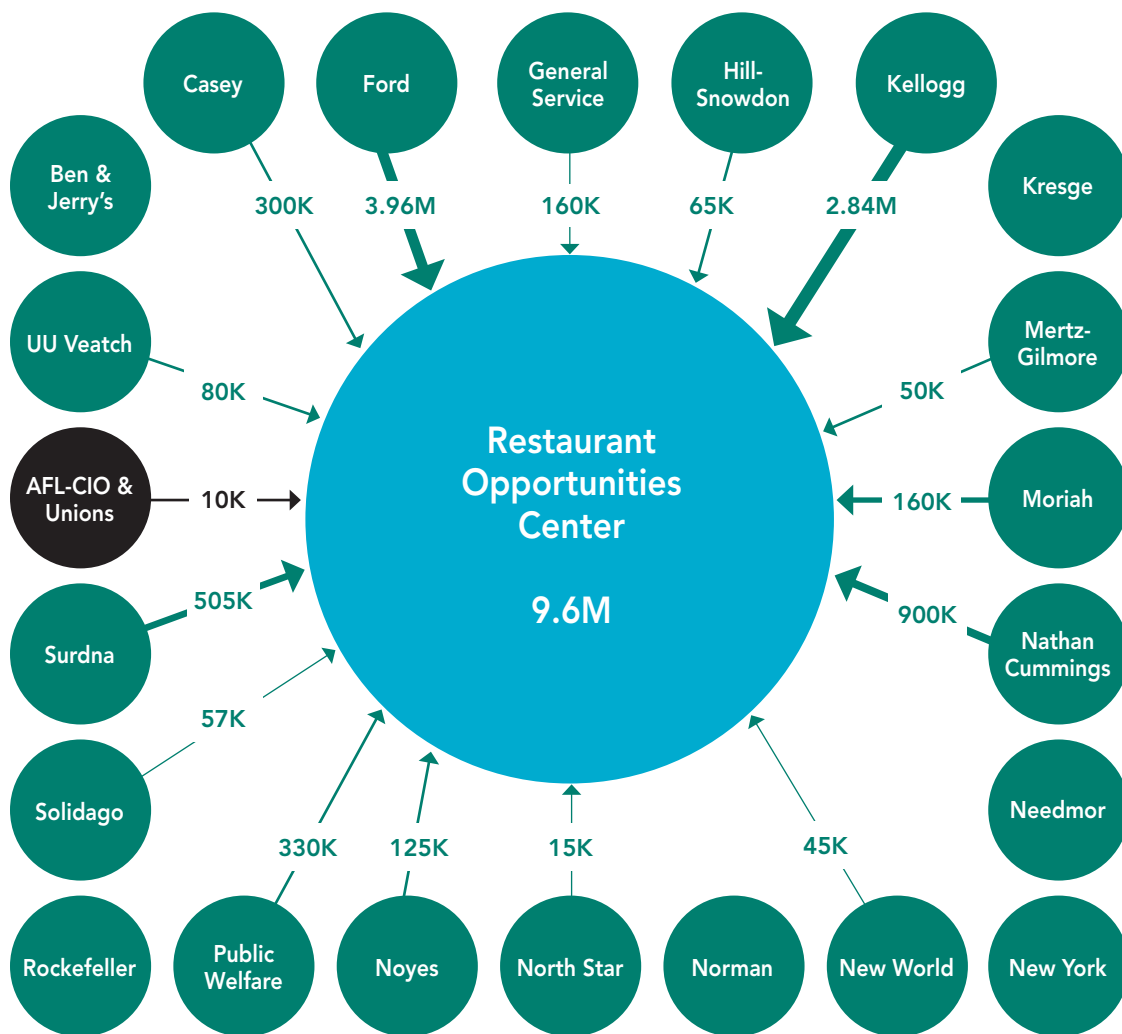 Casey
Ford
General
Service
Hill-
Snowdon
Kellogg
Ben &
Jerry’s
Kresge
300K
3.96M
160K
65K
2.84M
UU Veatch
Mertz-
Gilmore
80K
50K
Restaurant
Opportunities
Center
9.6M
AFL-CIO &
Unions
10K
160K
Moriah
505K
900K
Surdna
Nathan
Cummings
57K
Solidago
Needmor
330K
125K
15K
45K
Rockefeller
Public
Welfare
Noyes
North Star
Norman
New World
New York